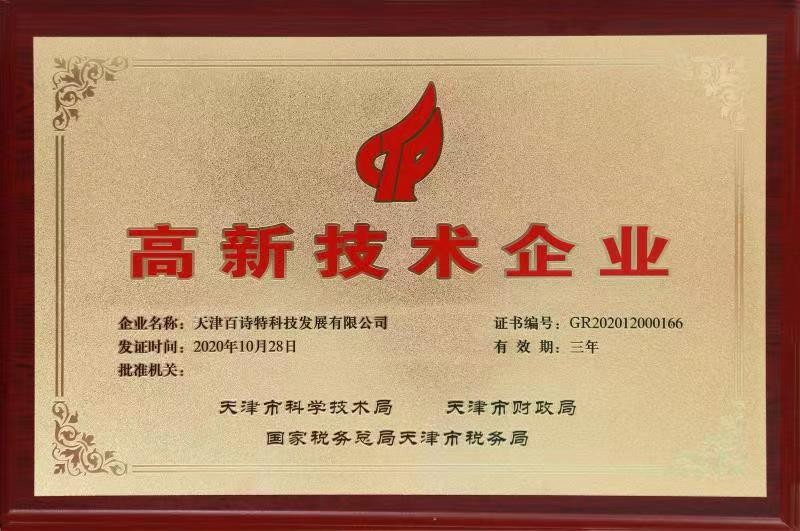 高新技术企业
企业名称：天津百诗特科技发展有限公司 证书编号：GR202012000166
发证时间：2020年10月28日 有 效 期：三年
批准机关：
天津市科学技术局 天津市财政局
国家税务总局天津市税务局